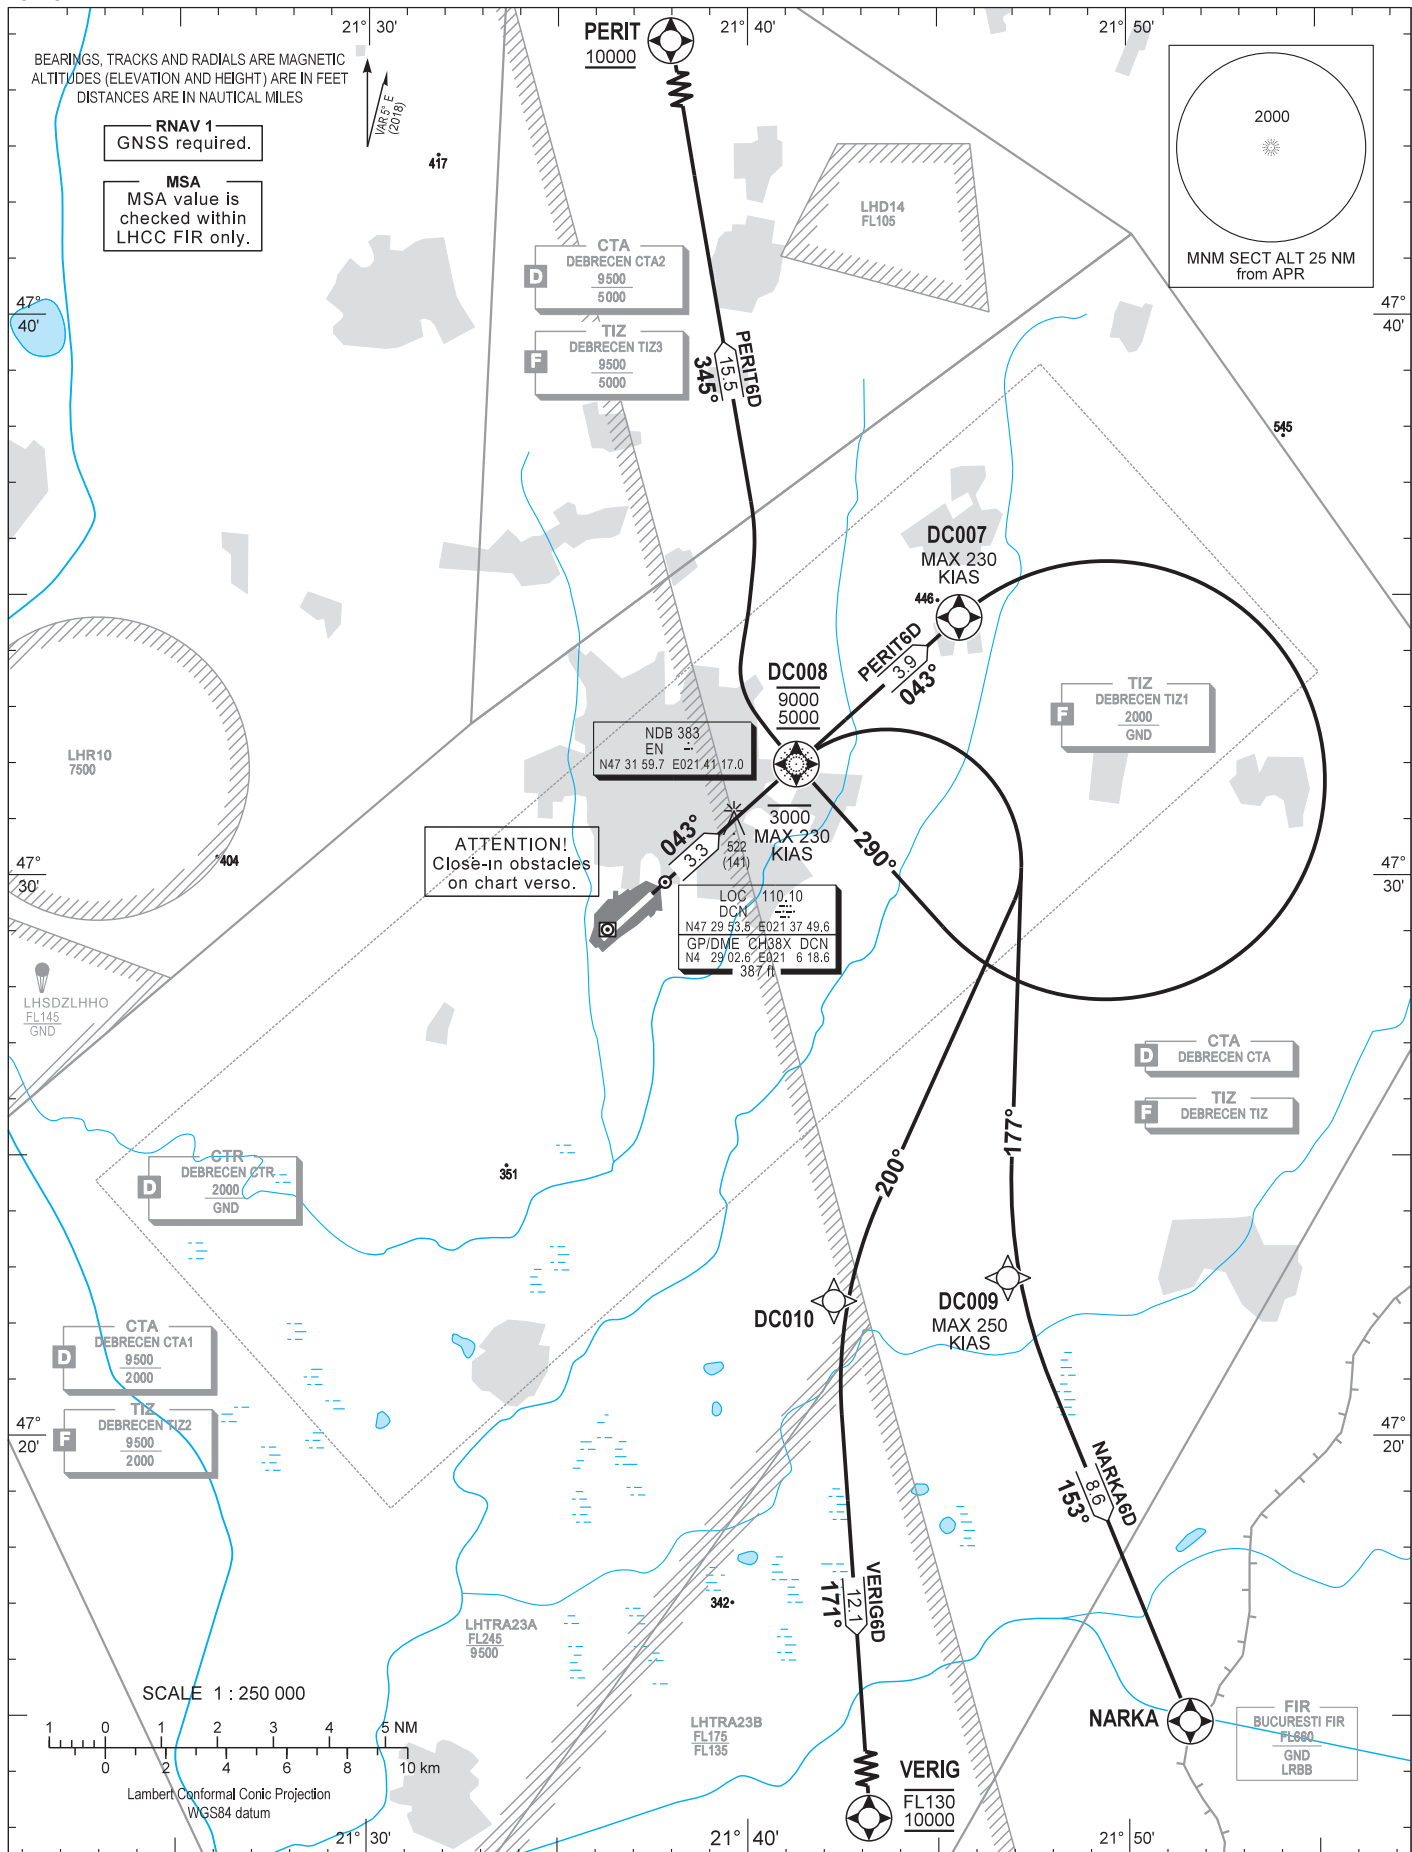 21° 30'
21° 40'
21° 50'
BEARINGS, TRACKS AND RADIALS ARE MAGNETIC
ALTITUDES (ELEVATION AND HEIGHT) ARE IN FEET
DISTANCES ARE IN NAUTICAL MILES
VAR 5° E
(2018)
RNAV 1
GNSS required.
MSA
MSA value is
checked within
LHCC FIR only.
PERIT
10000
2000
MNM SECT ALT 25 NM
from APR
417
LHD14
FL105
CTA
DEBRECEN CTA2
D
9500
5000
TIZ
DEBRECEN TIZ3
F
9500
5000
47°
40'
47°
40'
PERIT6D
15.5
345°
545
DC007
MAX 230
KIAS
446
PERIT6D
3.9
043°
DC008
9000
5000
TIZ
DEBRECEN TIZ1
F
2000
GND
NDB 383
EN
N47 31 59.7 E021 41 17.0
LHR10
7500
3000
MAX 230
KIAS
290°
043°
3.3
522
(141)
ATTENTION!
Close-in obstacles
on chart verso.
404
47°
30'
47°
30'
LOC 110.10
DCN
N47 29 53.5 E021 37 49.6
GP/DME CH38X DCN
N4 29 02.6 E021 6 18.6
387 ft
LHSDZLHHO
FL145
GND
CTA
D
DEBRECEN CTA
TIZ
F
DEBRECEN TIZ
177°
200°
CTR
DEBRECEN CTR
D
2000
GND
351
DC010
DC009
MAX 250
KIAS
CTA
DEBRECEN CTA1
D
9500
2000
TIZ
DEBRECEN TIZ2
F
9500
2000
47°
20'
47°
20'
NARKA6D
8.6
153°
VERIG6D
12.1
171°
342
LHTRA23A
FL245
9500
LHTRA23B
FL175
FL135
NARKA
FIR
BUCURESTI FIR
FL660
GND
LRBB
VERIG
FL130
10000
SCALE 1 : 250 000
1 0 1 2 3 4 5 NM
0 2 4 6 8 10 km
Lambert Conformal Conic Projection
WGS84 datum
21° 30'
21° 40'
21° 50'